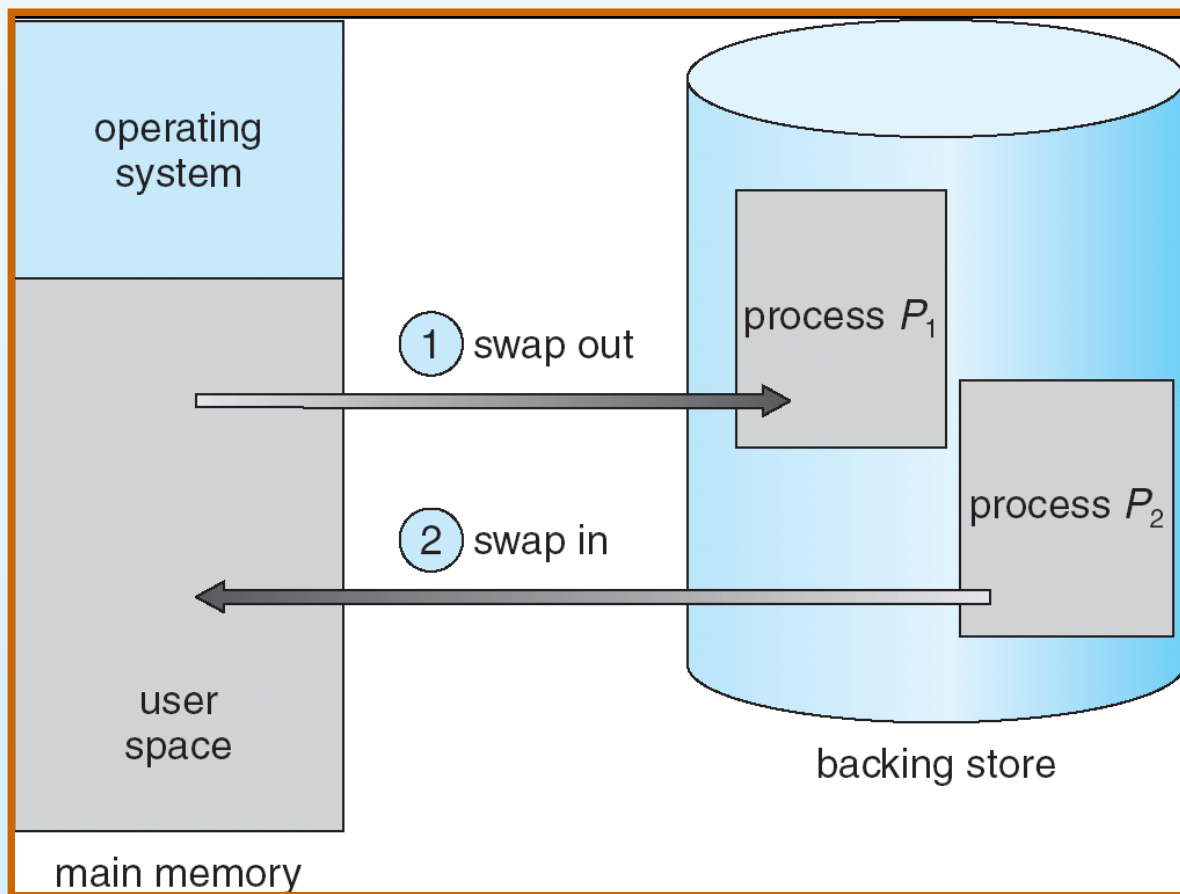 operating
system
process P1
1 swap out
process P2
2 swap in
user
space
backing store
main memory